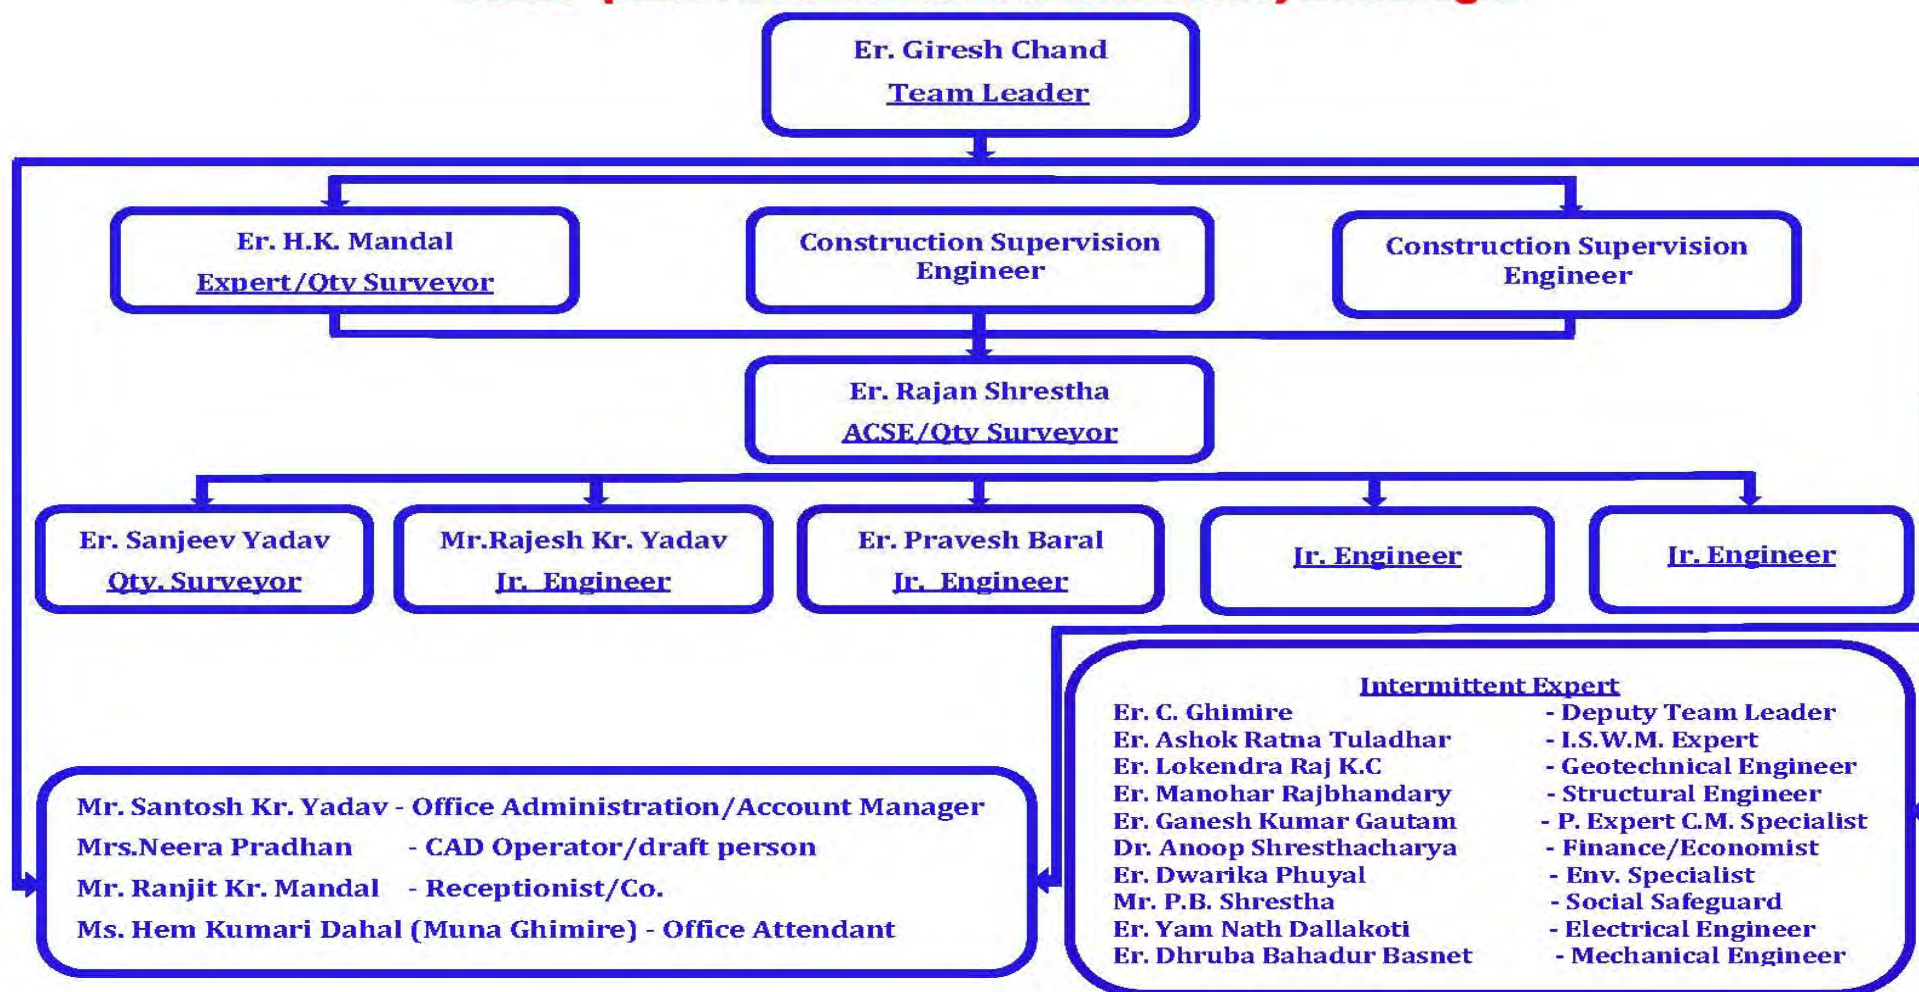 Er. Giresh Chand
Team Leader
Er. H.K. Mandal
Expert/Qty Surveyor
Construction Supervision
Engineer
Construction Supervision
Engineer
Er. Rajan Shrestha
ACSE/Qty Surveyor
Er. Sanjeev Yadav
Qty. Surveyor
Mr.Rajesh Kr. Yadav
Jr. Engineer
Er. Pravesh Baral
Jr. Engineer
Jr. Engineer
Jr. Engineer
Mr. Santosh Kr. Yadav - Office Administration/Account Manager
Mrs.Neera Pradhan - CAD Operator/draft person
Mr. Ranjit Kr. Mandal - Receptionist/Co.
Ms. Hem Kumari Dahal (Muna Ghimire) - Office Attendant
Intermittent Expert
Er. C. Ghimire - Deputy Team Leader
Er. Ashok Ratna Tuladhar - I.S.W.M. Expert
Er. Lokendra Raj K.C - Geotechnical Engineer
Er. Manohar Rajbhandary - Structural Engineer
Er. Ganesh Kumar Gautam - P. Expert C.M. Specialist
Dr. Anoop Shresthacharya - Finance/Economist
Er. Dwarika Phuyal - Env. Specialist
Mr. P.B. Shrestha - Social Safeguard
Er. Yam Nath Dallakoti - Electrical Engineer
Er. Dhruba Bahadur Basnet - Mechanical Engineer